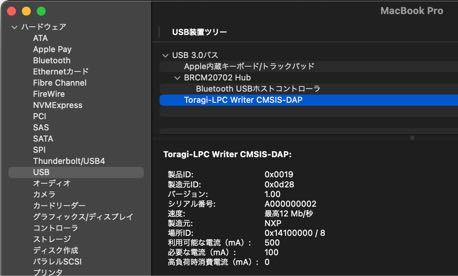 MacBook Pro
ハードウェア
ATA
Apple Pay
Bluetooth
Ethernetカード
Fibre Channel
FireWire
NVMExpress
PCI
SAS
SATA
SPI
Thunderbolt/USB4
USB
オーディオ
カメラ
カードリーダー
グラフィックス/ディスプレイ
コントローラ
ストレージ
ディスク作成
パラレルSCSI
プリンタ
USB装置ツリー
USB 3.0バス
Apple内蔵キーボード/トラックパッド
BRCM20702 Hub
Bluetooth USBホストコントローラ
Toragi-LPC Writer CMSIS-DAP
Toragi-LPC Writer CMSIS-DAP:
製品ID: 0x0019
製造元ID: 0x0d28
バージョン: 1.00
シリアル番号: A000000002
速度: 最高12 Mb/秒
製造元: NXP
場所ID: 0x14100000 / 8
利用可能な電流（mA）: 500
必要な電流（mA）: 100
高負荷時消費電流（mA）: 0